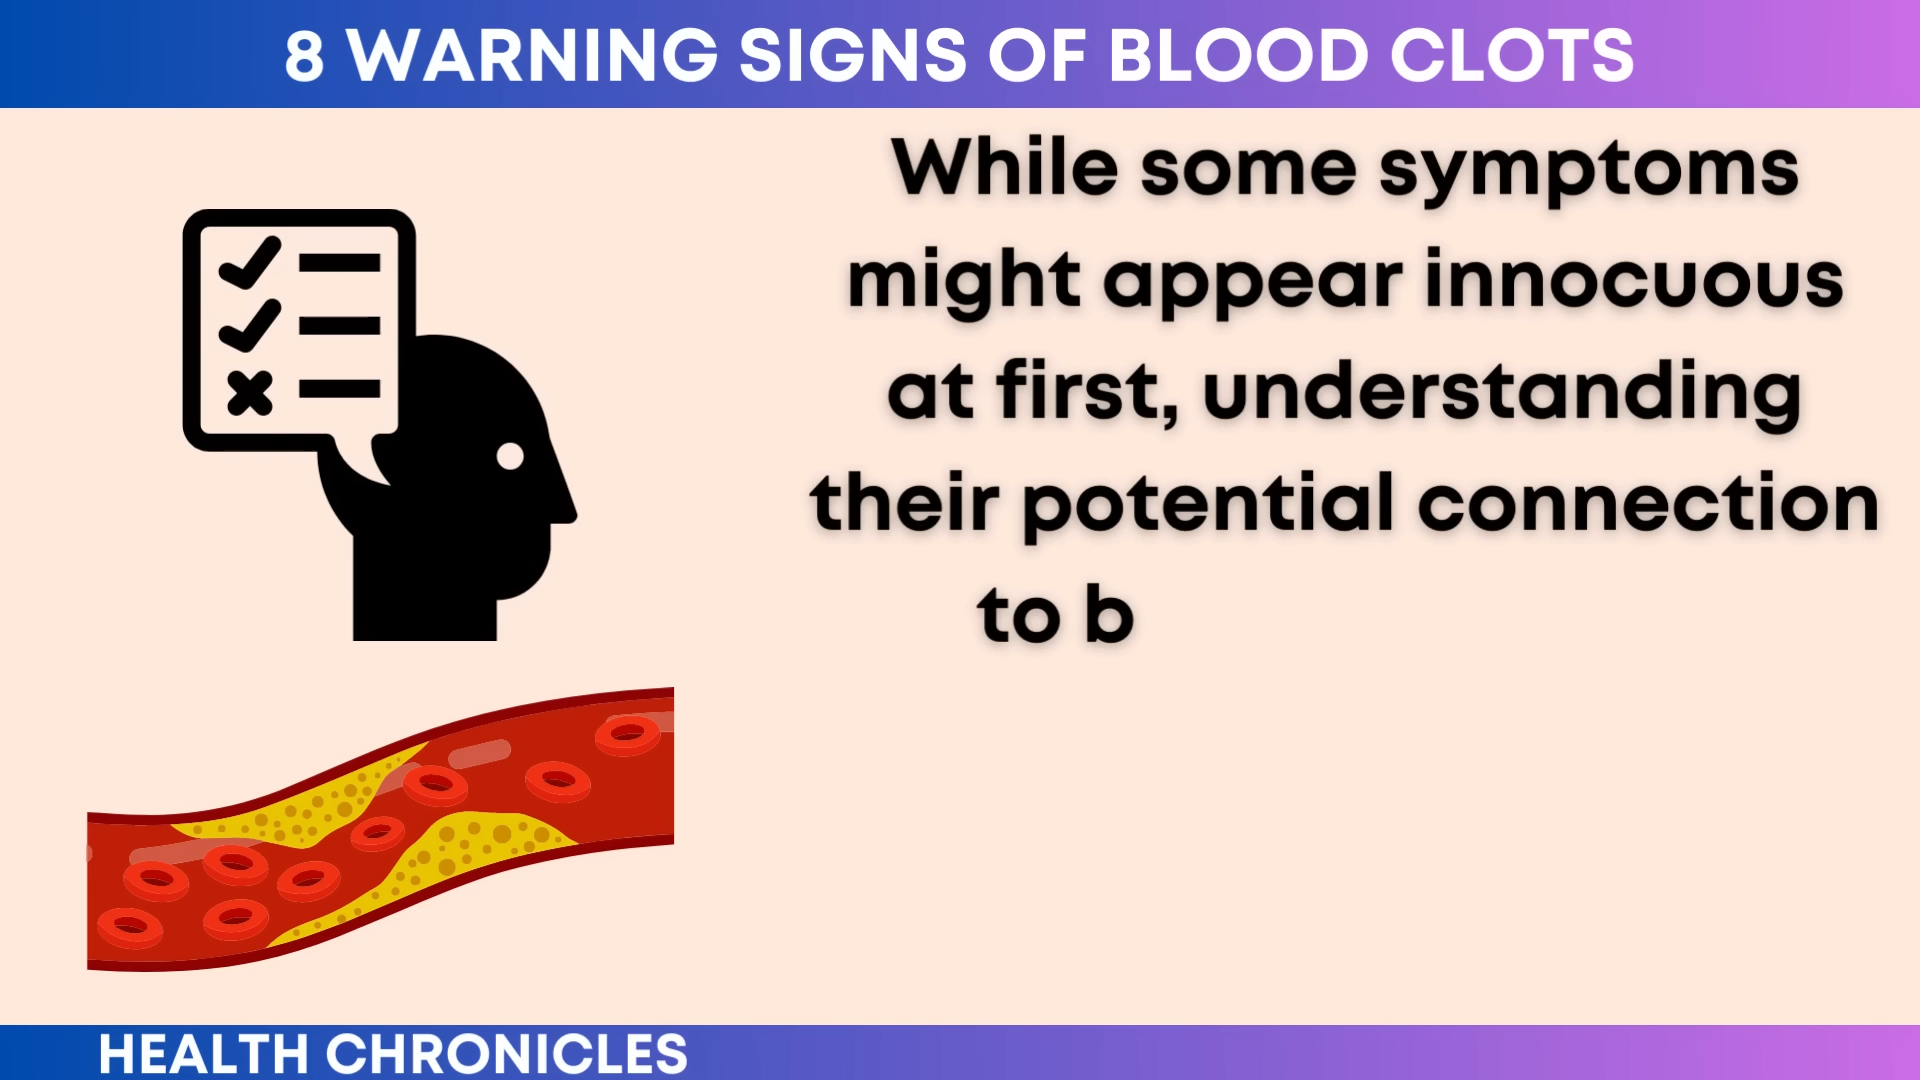 8 WARNING SIGNS OF BLOOD CLOTS
While some symptoms
might appear innocuous
at first, understanding
their potential connection
to b
HEALTH CHRONICLES